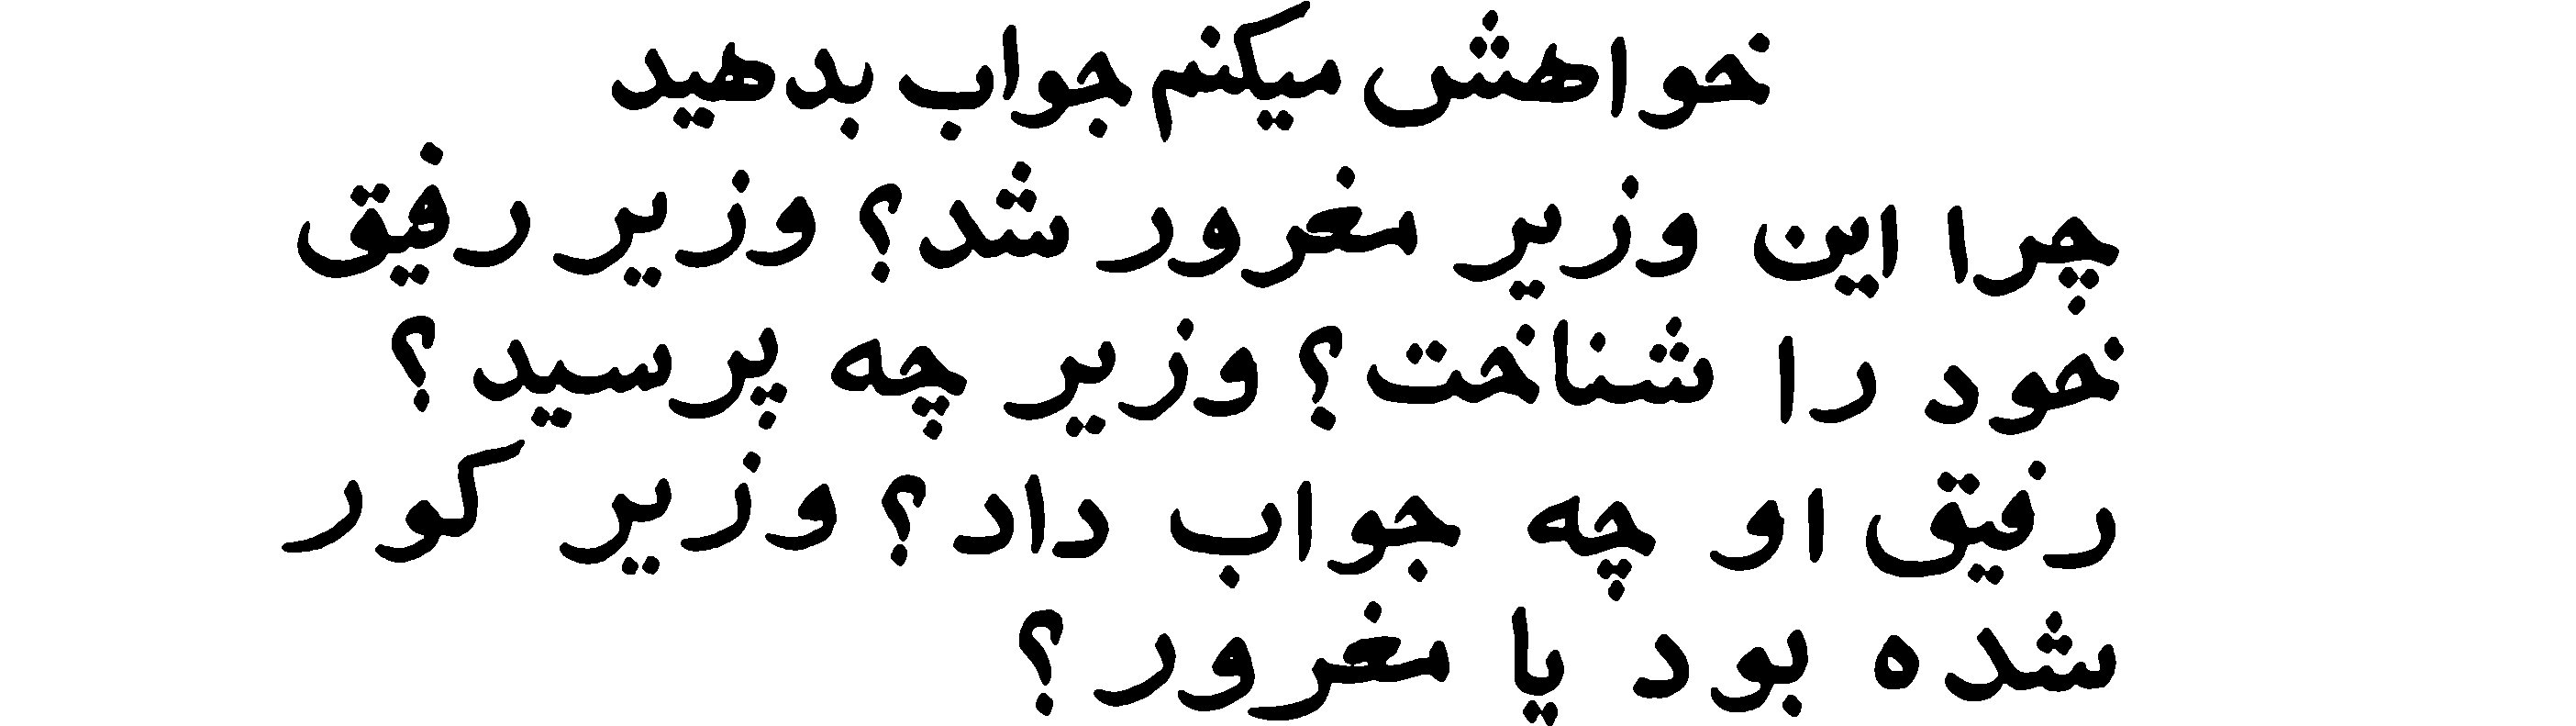 خواهش میکنم جواب بدهید
چرا این وزیر مغرور شد؟ وزیر رفیق
خود را شناخت؟ وزیر چه پرسید؟
رفیق او چه جواب داد؟ وزیر کور
شده بود یا مغرور؟